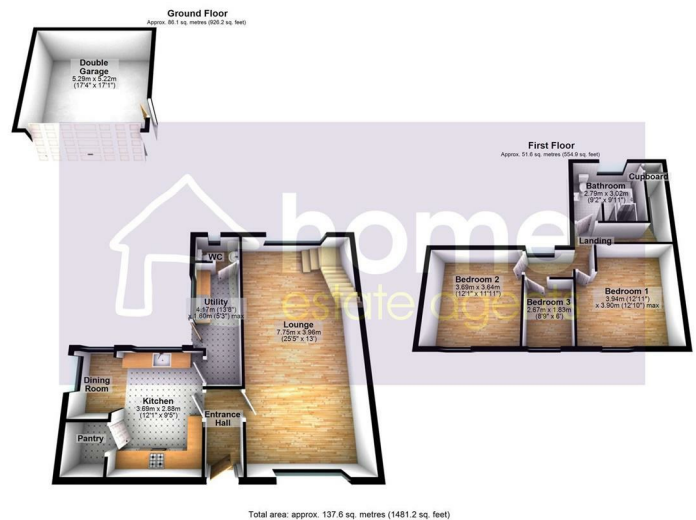 Ground Floor
Approx. 86.1 sq. metres (926.2 sq. feet)
Double
Garage
5.29m x 5.22m
(17'4" x 17'1")
First Floor
Approx. 51.6 sq. metres (554.9 sq. feet)
Cupboard
Bathroom
2.79m x 3.02m
(9'2" x 9'11")
Landing
home
estate agents
WC
Bedroom 2
3.69m x 3.64m
(12'1" x 11'11")
Bedroom 1
3.94m (12'11")
x 3.90m (12'10") max
Bedroom 3
2.67m x 1.83m
(8'9" x 6')
Utility
4.17m (13'8")
x 1.60m (5'3") max
Lounge
7.75m x 3.96m
(25'5" x 13')
Dining
Room
Kitchen
3.69m x 2.88m
(12'1" x 9'5")
Entrance
Hall
Pantry
Total area: approx. 137.6 sq. metres (1481.2 sq. feet)